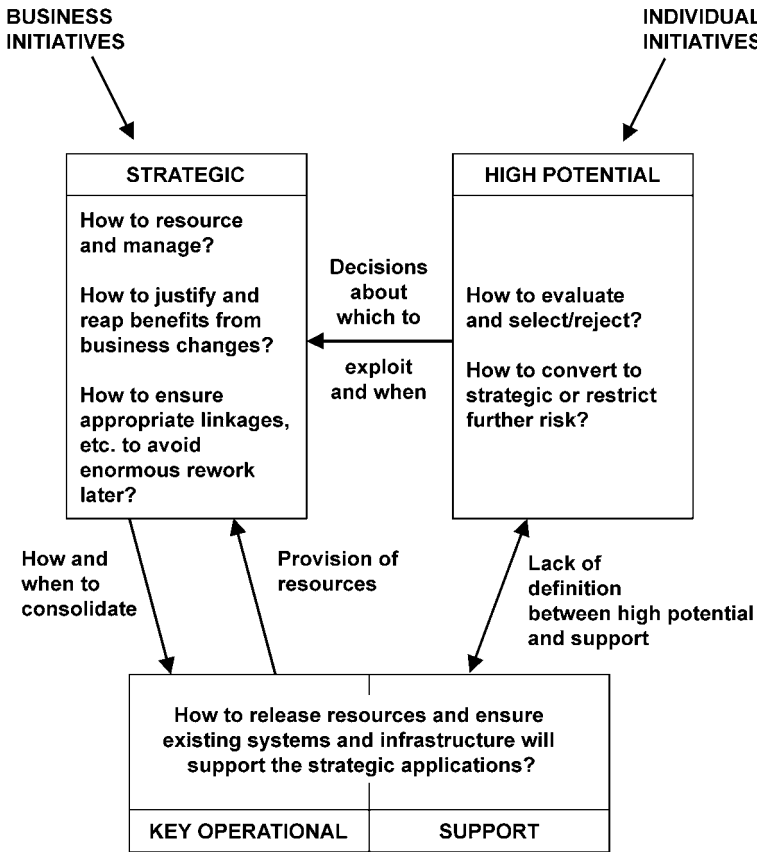 BUSINESS
INITIATIVES
INDIVIDUAL
INITIATIVES
STRATEGIC
How to resource
and manage?
How to justify and
reap benefits from
business changes?
How to ensure
appropriate linkages,
etc. to avoid
enormous rework
later?
Decisions
about
which to
exploit
and when
HIGH POTENTIAL
How to evaluate
and select/reject?
How to convert to
strategic or restrict
further risk?
How and
when to
consolidate
Provision of
resources
Lack of
definition
between high potential
and support
How to release resources and ensure
existing systems and infrastructure will
support the strategic applications?
KEY OPERATIONAL
SUPPORT